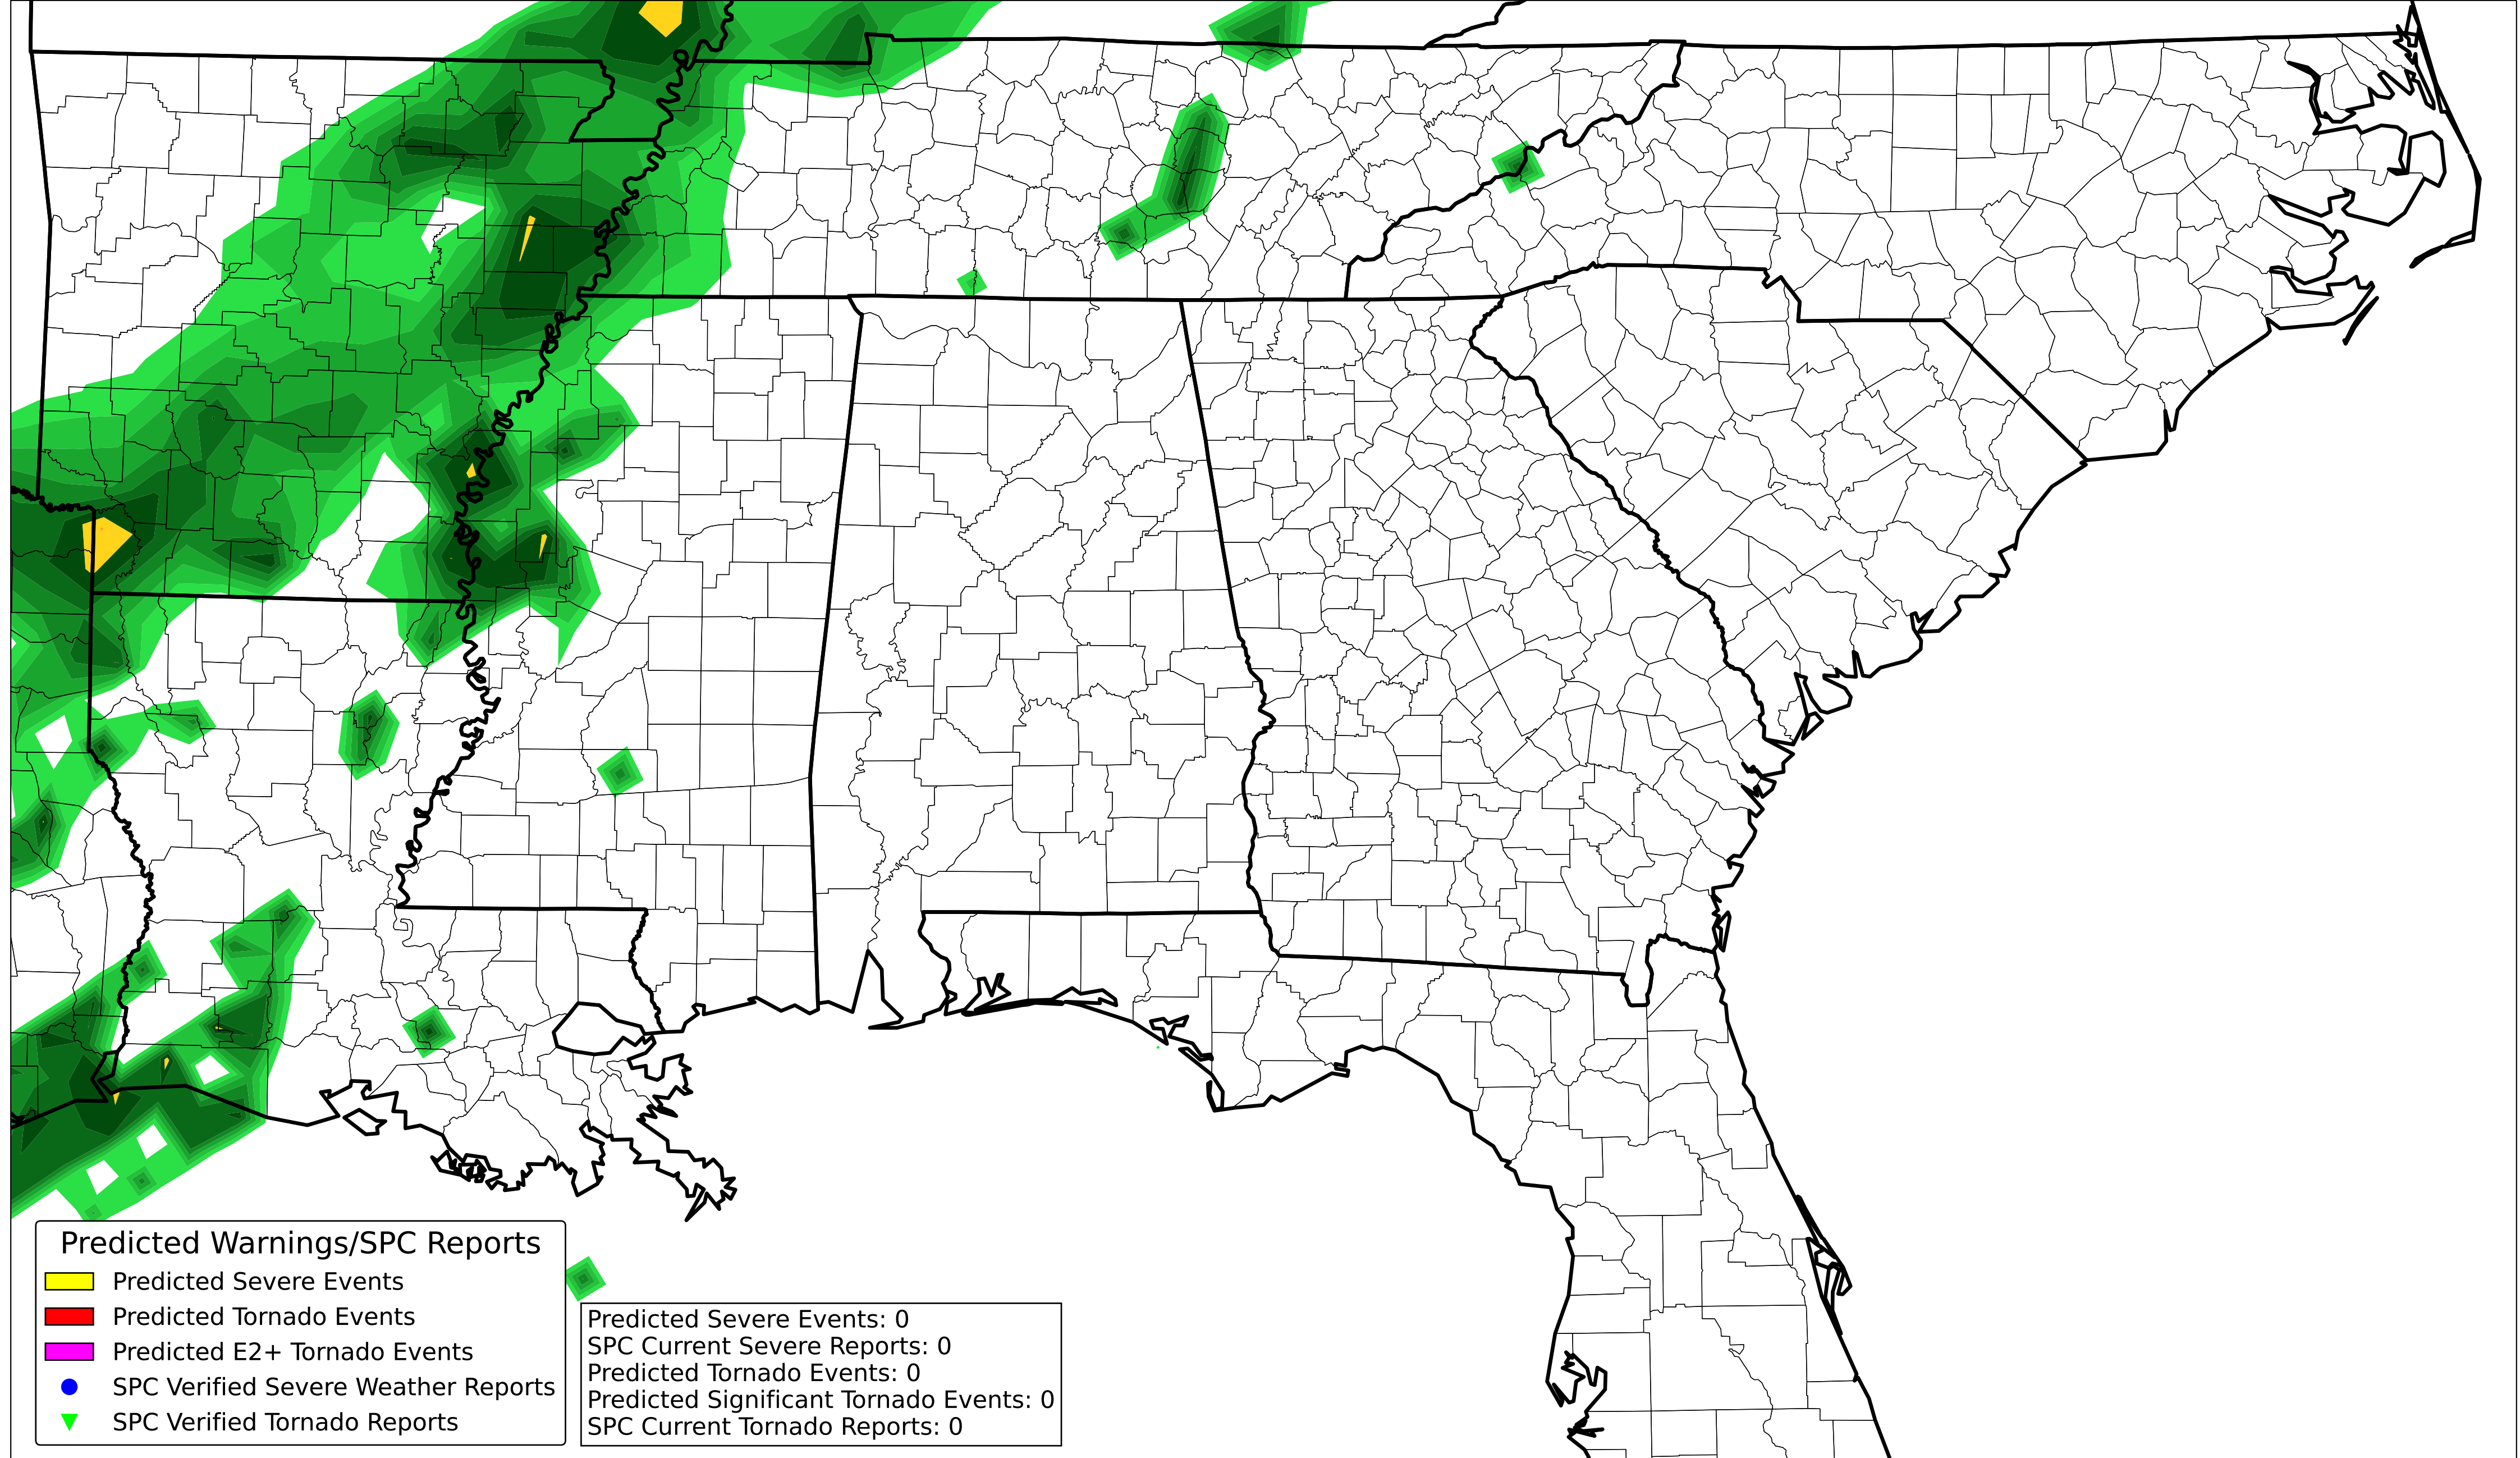 Predicted Warnings/SPC Reports
Predicted Severe Events
Predicted Tornado Events
Predicted E2+ Tornado Events
SPC Verified Severe Weather Reports
SPC Verified Tornado Reports
Predicted Severe Events: 0
SPC Current Severe Reports: 0
Predicted Tornado Events: 0
Predicted Significant Tornado Events: 0
SPC Current Tornado Reports: 0